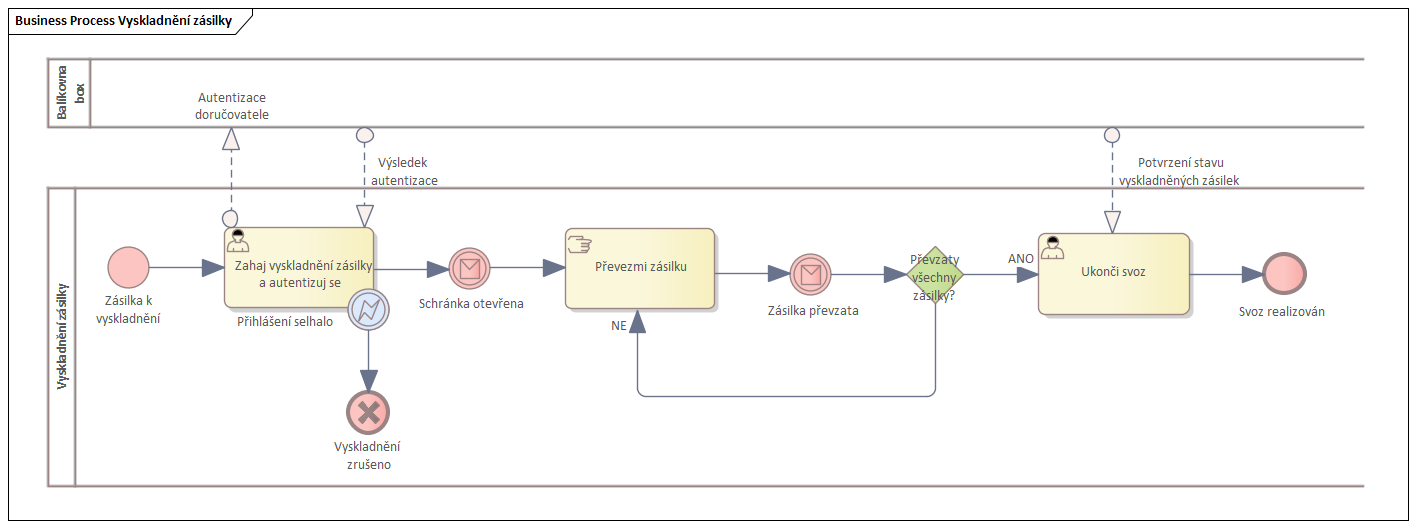 Business Process Vyskladnění zásilky
Balíkovna
box
Autentizace
doručovatele
Výsledek
autentizace
Potvrzení stavu
vyskladněných zásilek
Vyskladnění zásilky
Zásilka k
vyskladnění
Zahaj vyskladnění zásilky
a autentizuj se
Přihlášení selhalo
Vyskladnění
zrušeno
Schránka otevřena
Převezmi zásilku
NE
Zásilka převzata
Převzaty
všechny
zásilky?
ANO
Ukonči svoz
Svoz realizován